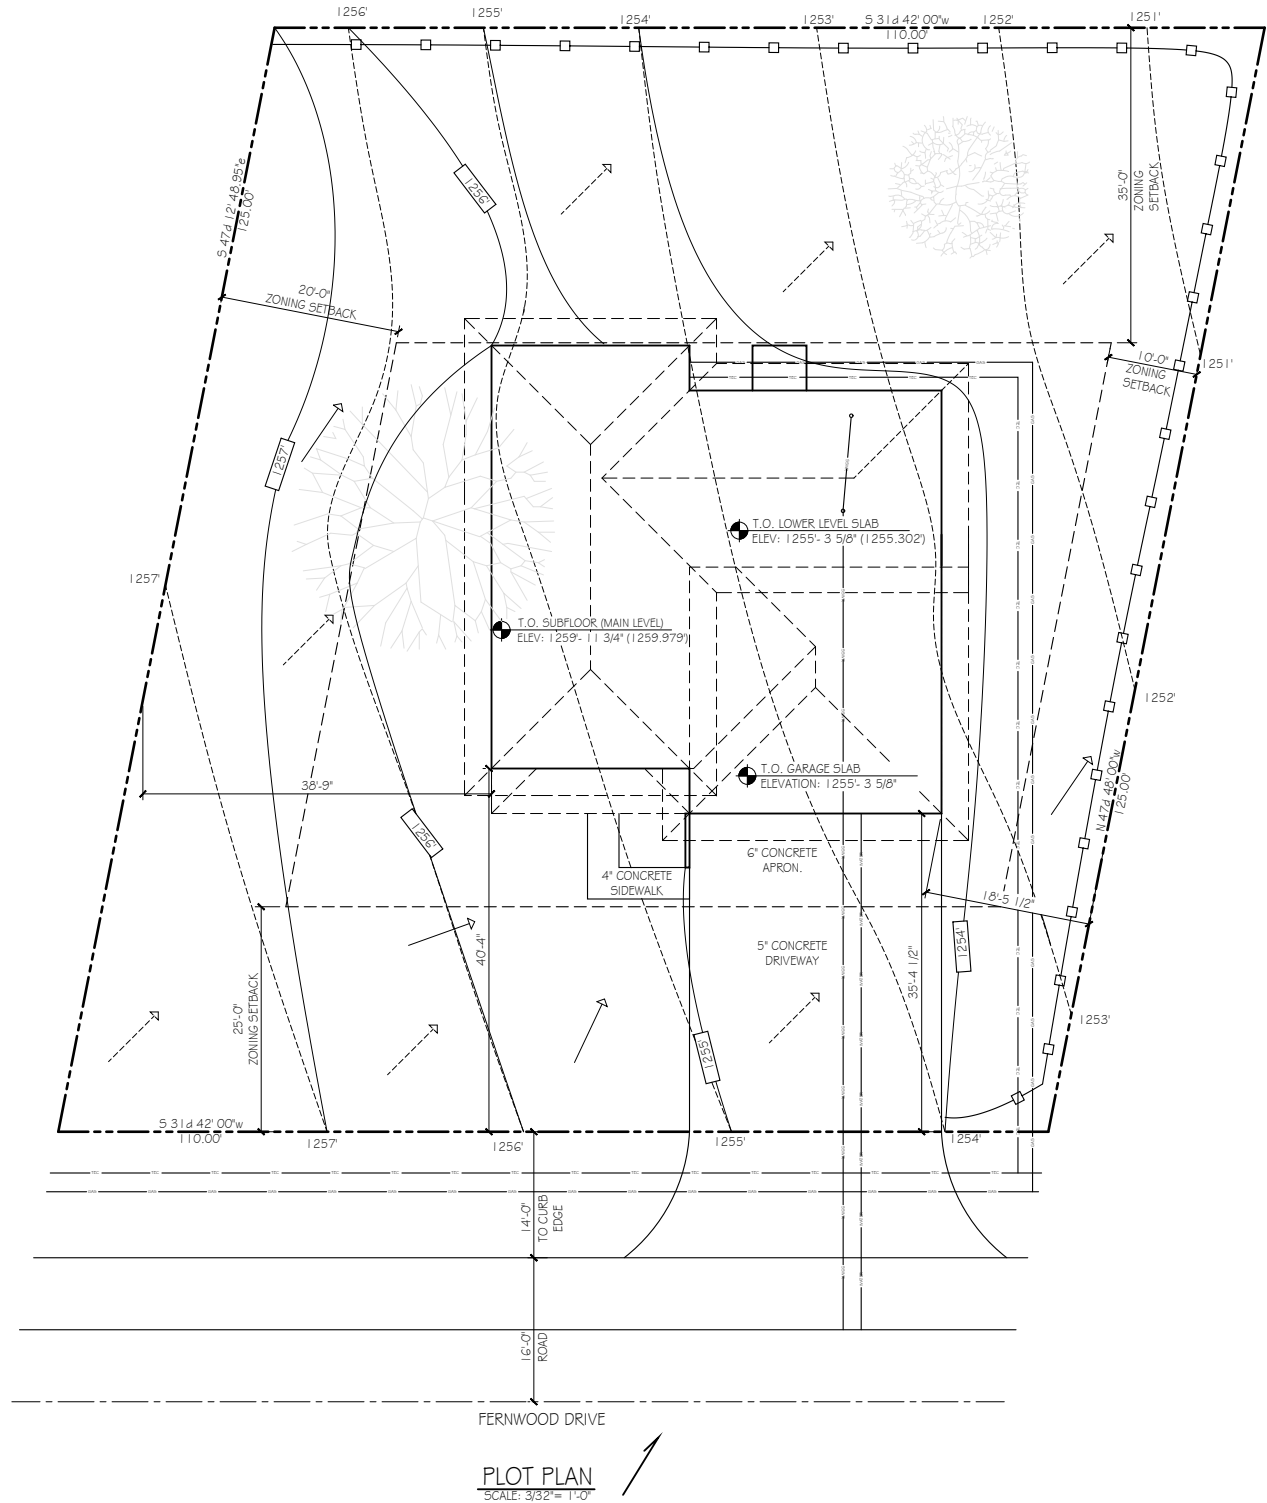 1256'
1255'
1254'
1253'
S 31d 42' 00"w
110.00'
1252'
1251'
S 47d 12' 48.95"e
125.00'
1256'
35'-0"
ZONING
SETBACK
20'-0"
ZONING SETBACK
10'-0"
ZONING
SETBACK
1251'
1257'
T.O. LOWER LEVEL SLAB
ELEV: 1255'- 3 5/8" (1255.302')
1257'
T.O. SUBFLOOR (MAIN LEVEL)
ELEV: 1259'- 11 3/4" (1259.979')
1252'
T.O. GARAGE SLAB
ELEVATION: 1255'- 3 5/8"
38'-9"
N 47d 48' 00"w
125.00'
1256'
6" CONCRETE
APRON.
4" CONCRETE
SIDEWALK
18'-5 1/2"
1254'
5" CONCRETE
DRIVEWAY
40'-4"
35'-4 1/2"
25'-0"
ZONING SETBACK
1253'
1255'
S 31d 42' 00"w
110.00'
1257'
1256'
1255'
1254'
14'-0"
TO CURB
EDGE
16'-0"
ROAD
FERNWOOD DRIVE
PLOT PLAN
SCALE: 3/32"= 1'-0"